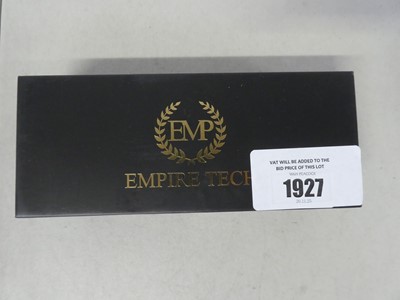 EMP
EMPIRE TECH
VAT WILL BE ADDED TO THE
BID PRICE OF THIS LOT
1927